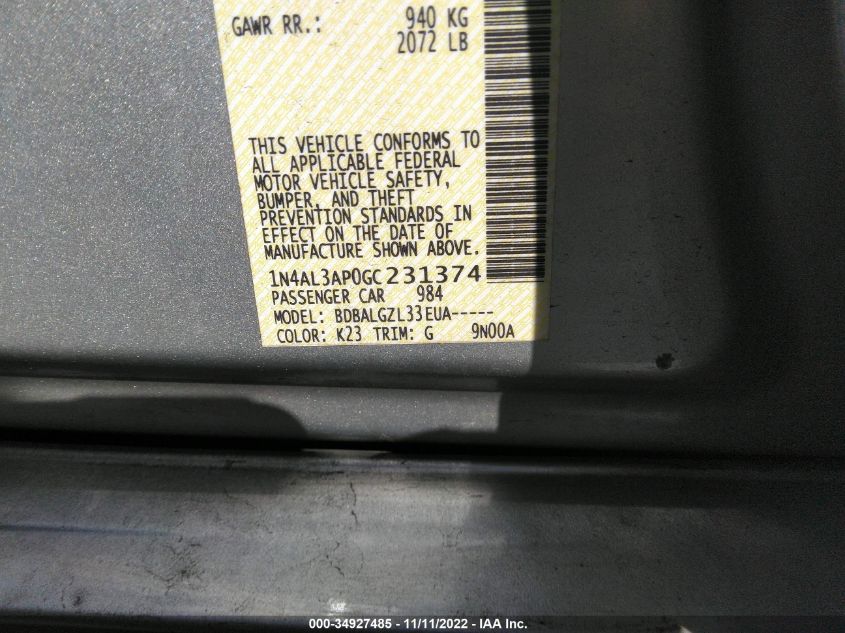 GAWR RR.: 940 KG
2072 LB
THIS VEHICLE CONFORMS TO
ALL APPLICABLE FEDERAL
MOTOR VEHICLE SAFETY,
BUMPER, AND THEFT
PREVENTION STANDARDS IN
EFFECT ON THE DATE OF
MANUFACTURE SHOWN ABOVE.
1N4AL3AP0GC231374
PASSENGER CAR 984
MODEL: BDBALGZL33EUA-----
COLOR: K23 TRIM: G 9N00A
000-34927485 - 11/11/2022 - IAA Inc.